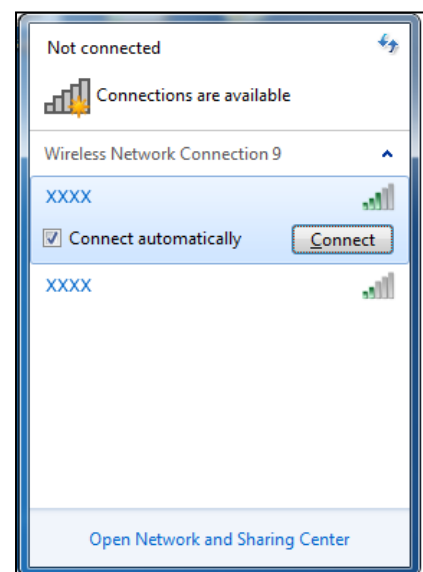 Not connected
Connections are available
Wireless Network Connection 9
XXXX
Connect automatically Connect
XXXX
Open Network and Sharing Center